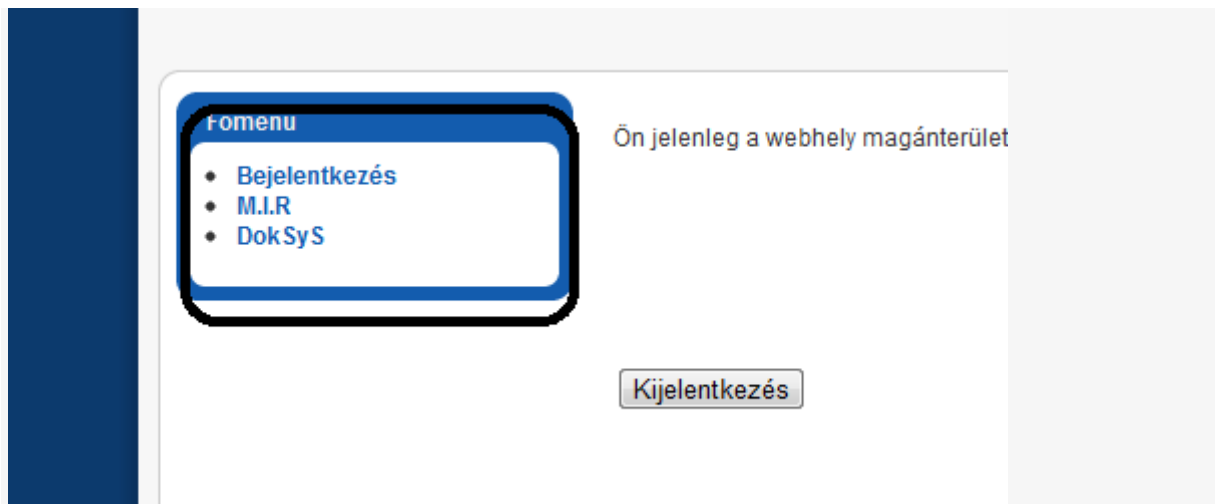 Fomenu
Bejelentkezés
M.I.R
DokSyS
Ön jelenleg a webhely magánterület
Kijelentkezés